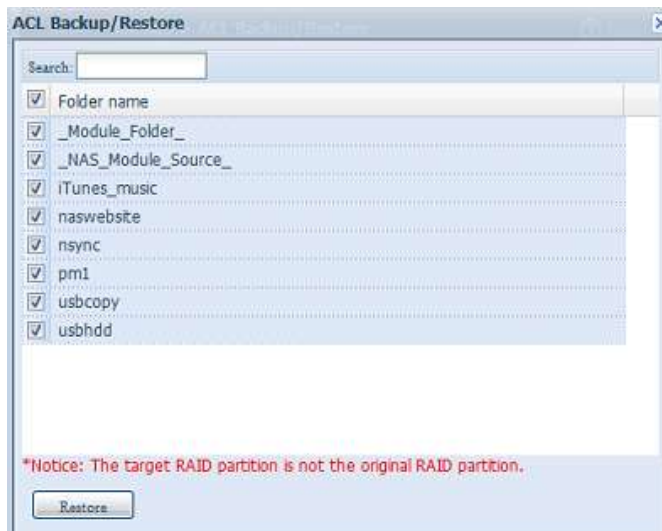 ACL Backup/Restore
Search:
Folder name
_Module_Folder_
_NAS_Module_Source_
iTunes_music
naswebsite
nsync
pm1
usbcopy
usbhdd
*Notice: The target RAID partition is not the original RAID partition.
Restore